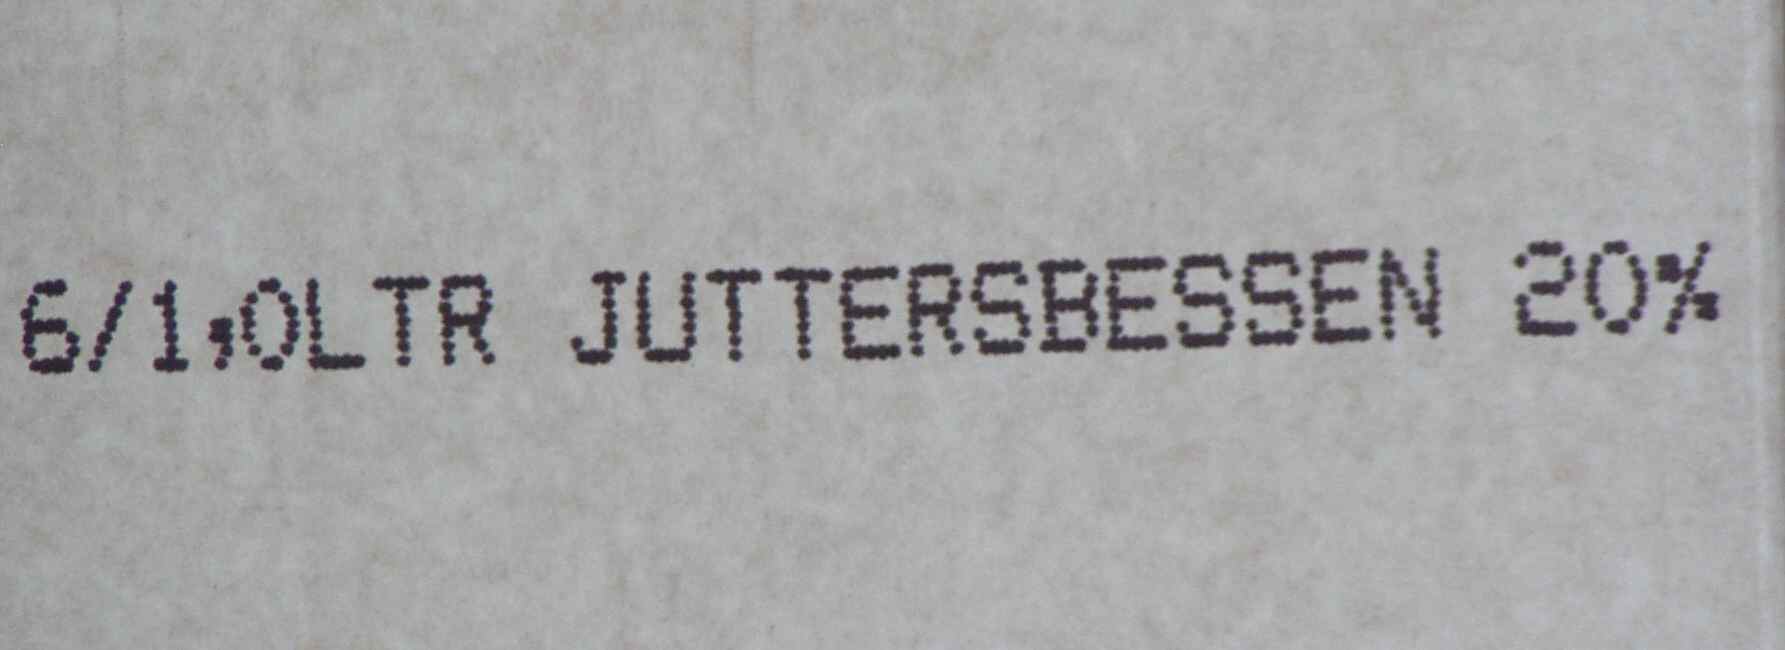 6/1,0LTR JUTTERSBESSEN 20%